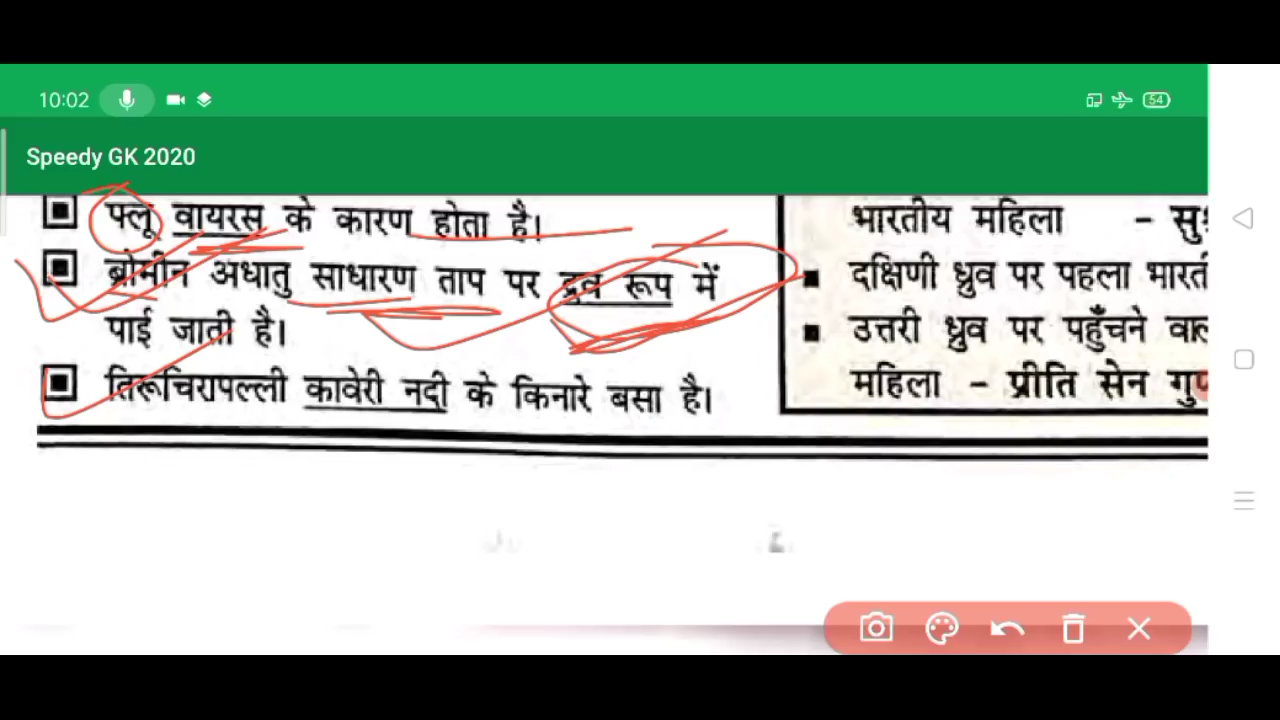 10:02
54
Speedy GK 2020
फ्लू वायरस के कारण होता है।
ब्रोमीन अधातु साधारण ताप पर द्रव रूप में
पाई जाती है।
तिरूचिरापल्ली कावेरी नदी के किनारे बसा है।
भारतीय महिला –
दक्षिणी ध्रुव पर पहला
उत्तरी ध्रुव पर पहुँचने
महिला – प्रीति सेन